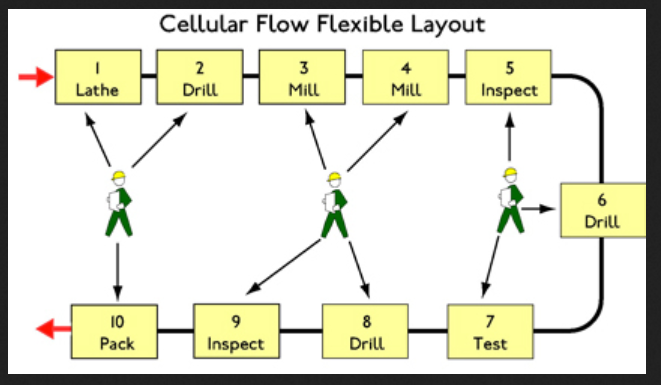 Cellular Flow Flexible Layout
1
Lathe
2
Drill
3
Mill
4
Mill
5
Inspect
6
Drill
7
Test
8
Drill
9
Inspect
10
Pack